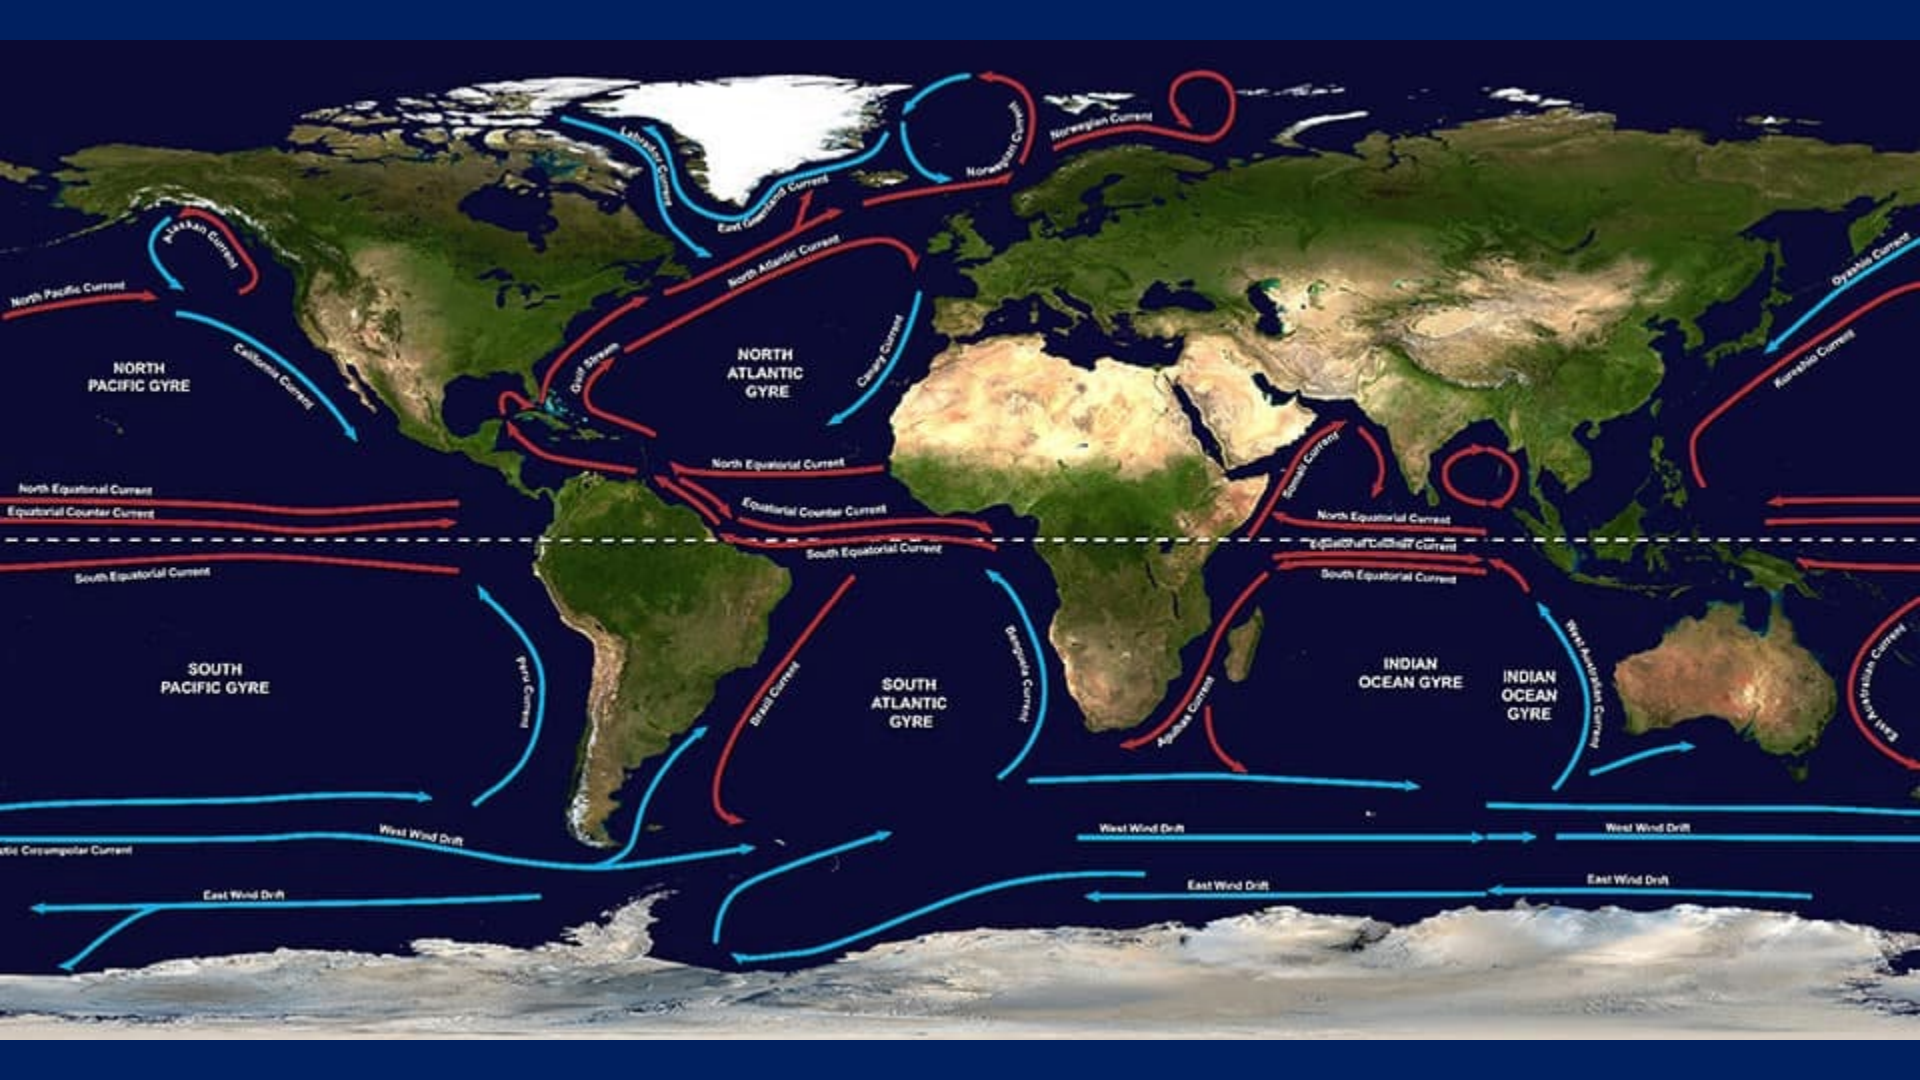 Labrador Current
East Greenland Current
Norwegian Current
Norwegian Current
Alaskan Current
North Pacific Current
California Current
NORTH
PACIFIC GYRE
Gulf Stream
North Atlantic Current
NORTH
ATLANTIC
GYRE
Canary Current
Oyashio Current
Kuroshio Current
North Equatorial Current
Equatorial Counter Current
South Equatorial Current
North Equatorial Current
Equatorial Counter Current
South Equatorial Current
Somali Current
North Equatorial Current
Equatorial Counter Current
South Equatorial Current
SOUTH
PACIFIC GYRE
Peru Current
Brazil Current
SOUTH
ATLANTIC
GYRE
Benguela Current
Agulhas Current
INDIAN
OCEAN GYRE
INDIAN
OCEAN
GYRE
West Australian Current
East Australian Current
West Wind Drift
tic Circumpolar Current
East Wind Drift
West Wind Drift
West Wind Drift
East Wind Drift
East Wind Drift